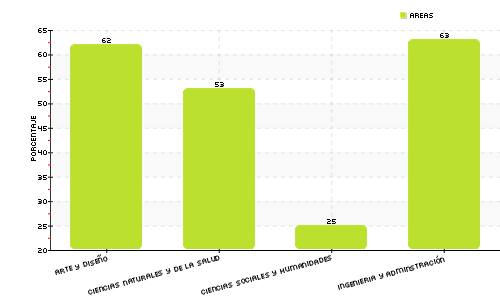 AREAS
65
60
55
50
45
40
35
30
25
20
PORCENTAJE
62
53
25
63
ARTE y DISEÑO
CIENCIAS NATURALES y DE LA SALUD
CIENCIAS SOCIALES y HUMANIDADES
INGENIERIA y ADMINSTRACIÓN